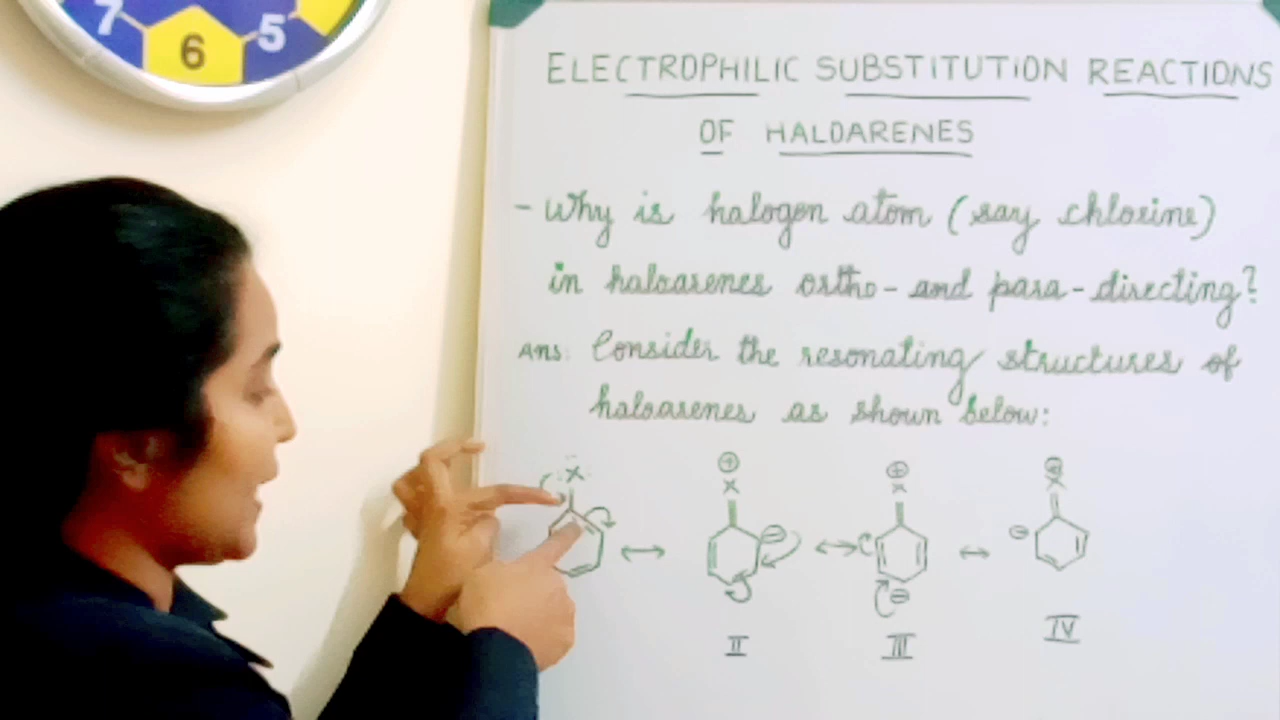 7 6 5
ELECTROPHILIC SUBSTITUTION REACTIONS
OF HALOARENES
- Why is halogen atom (say chlorine)
in haloarenes ortho- and para-directing?
Ans: Consider the resonating structures of
haloarenes as shown below:
X ⊕ X ⊕ X ⊕ X
⊖ ⊖ ⊖
II III IV